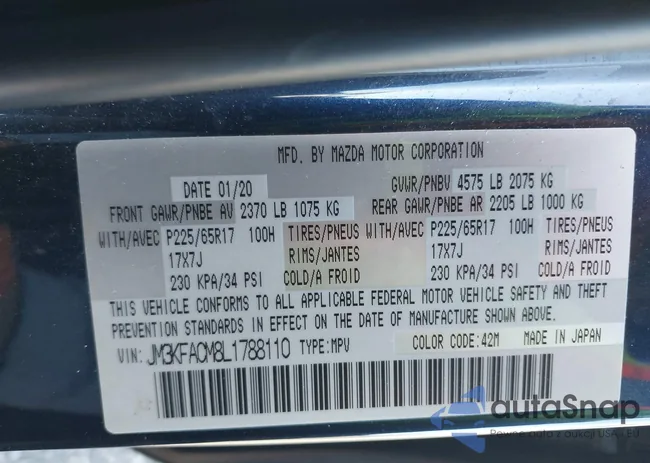 MFD. BY MAZDA MOTOR CORPORATION
DATE 01/20 GVWR/PNBV 4575 LB 2075 KG
FRONT GAWR/PNBE AV 2370 LB 1075 KG REAR GAWR/PNBE AR 2205 LB 1000 KG
WITH/AVEC P225/65R17 100H TIRES/PNEUS WITH/AVEC P225/65R17 100H TIRES/PNEUS
17X7J RIMS/JANTES 17X7J RIMS/JANTES
230 KPA/34 PSI COLD/A FROID 230 KPA/34 PSI COLD/A FROID
THIS VEHICLE CONFORMS TO ALL APPLICABLE FEDERAL MOTOR VEHICLE SAFETY AND THEFT
PREVENTION STANDARDS IN EFFECT ON THE DATE OF MANUFACTURE SHOWN ABOVE.
VIN: JM3KFACM8L1788110 TYPE:MPV COLOR CODE:42M MADE IN JAPAN
autoSnap
Pewne auta z aukcji USA i EU